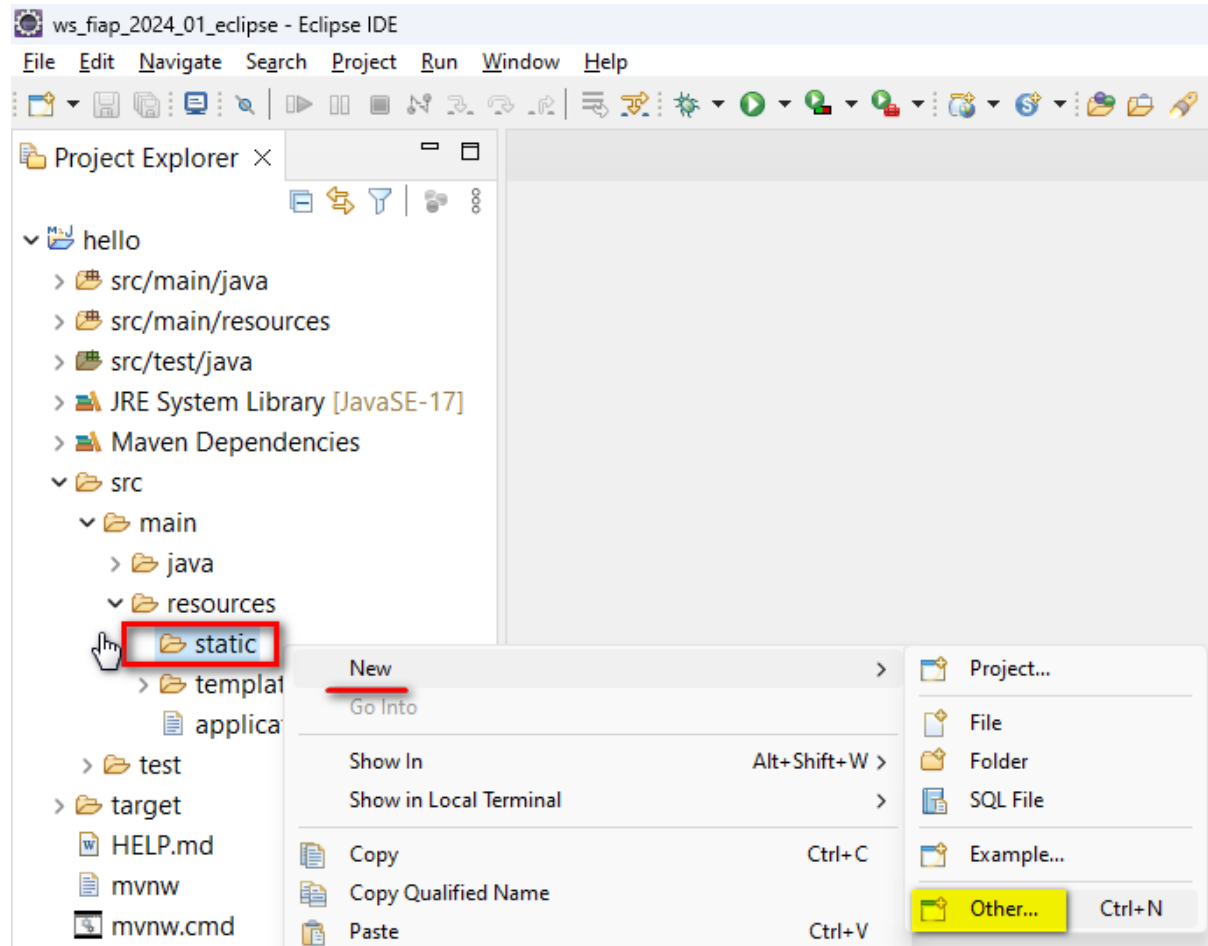 ws_fiap_2024_01_eclipse - Eclipse IDE
File Edit Navigate Search Project Run Window Help
Project Explorer
hello
src/main/java
src/main/resources
src/test/java
JRE System Library [JavaSE-17]
Maven Dependencies
src
main
java
resources
static
templat
applica
test
target
HELP.md
mvnw
mvnw.cmd
New
Go Into
Show In Alt+Shift+W
Show in Local Terminal
Copy Ctrl+C
Copy Qualified Name
Paste Ctrl+V
Project...
File
Folder
SQL File
Example...
Other... Ctrl+N